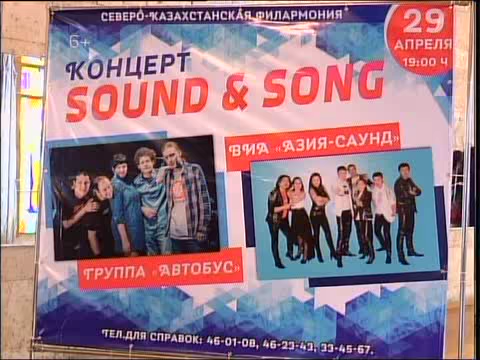 СЕВЕРО-КАЗАХСТАНСКАЯ ФИЛАРМОНИЯ
6+
29
АПРЕЛЯ
19:00 Ч
КОНЦЕРТ
SOUND & SONG
ВИА «АЗИЯ-САУНД»
ГРУППА «АВТОБУС»
ТЕЛ.ДЛЯ СПРАВОК: 46-01-08, 46-23-43, 33-45-67.